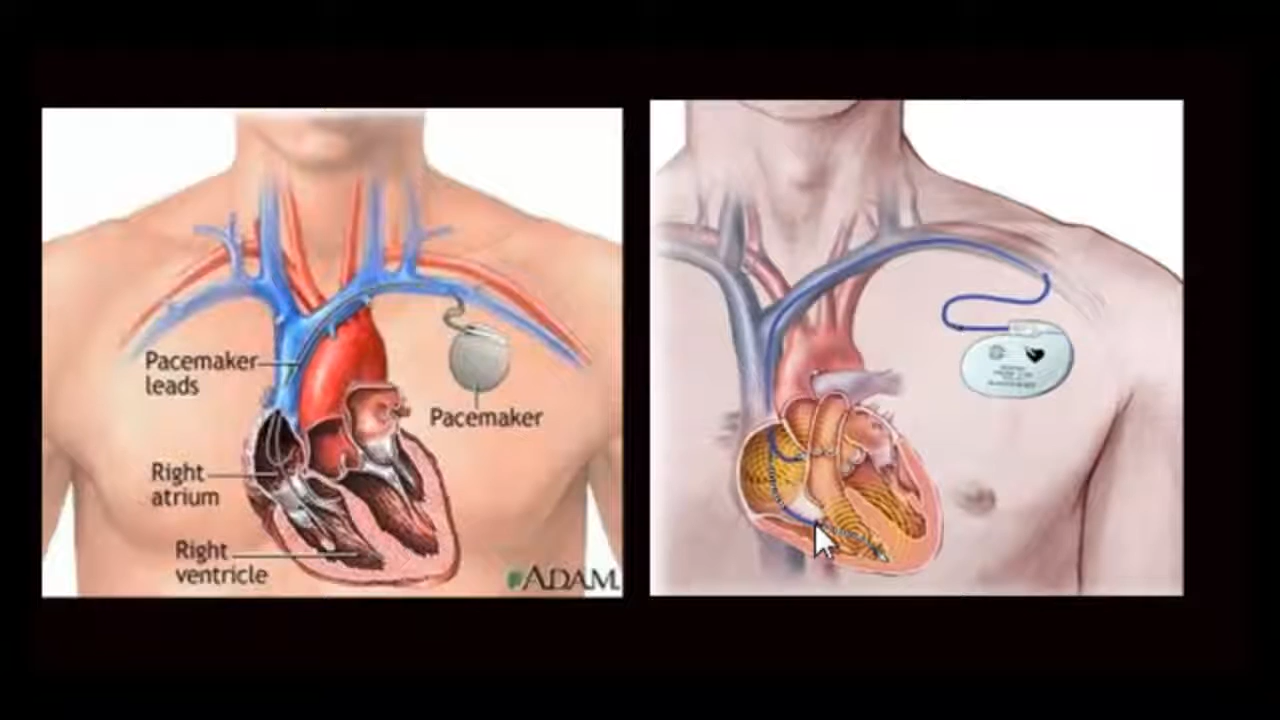 Pacemaker
leads
Pacemaker
Right
atrium
Right
ventricle
ADAM.